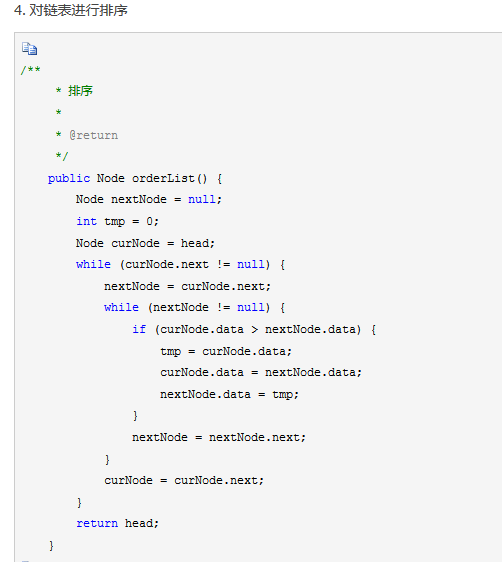 4. 对链表进行排序
/**
     * 排序
     *
     * @return
     */
    public Node orderList() {
        Node nextNode = null;
        int tmp = 0;
        Node curNode = head;
        while (curNode.next != null) {
            nextNode = curNode.next;
            while (nextNode != null) {
                if (curNode.data > nextNode.data) {
                    tmp = curNode.data;
                    curNode.data = nextNode.data;
                    nextNode.data = tmp;
                }
                nextNode = nextNode.next;
            }
            curNode = curNode.next;
        }
        return head;
    }